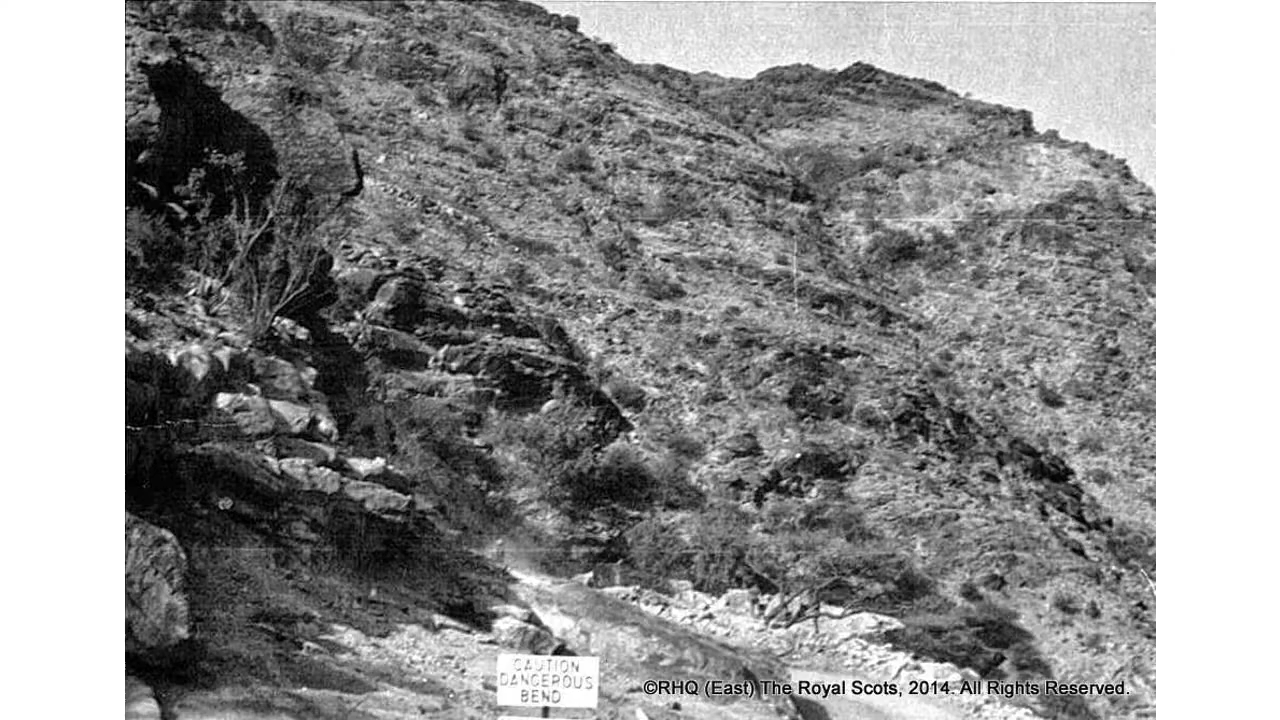 CAUTION
DANGEROUS
BEND
©RHQ (East) The Royal Scots, 2014. All Rights Reserved.